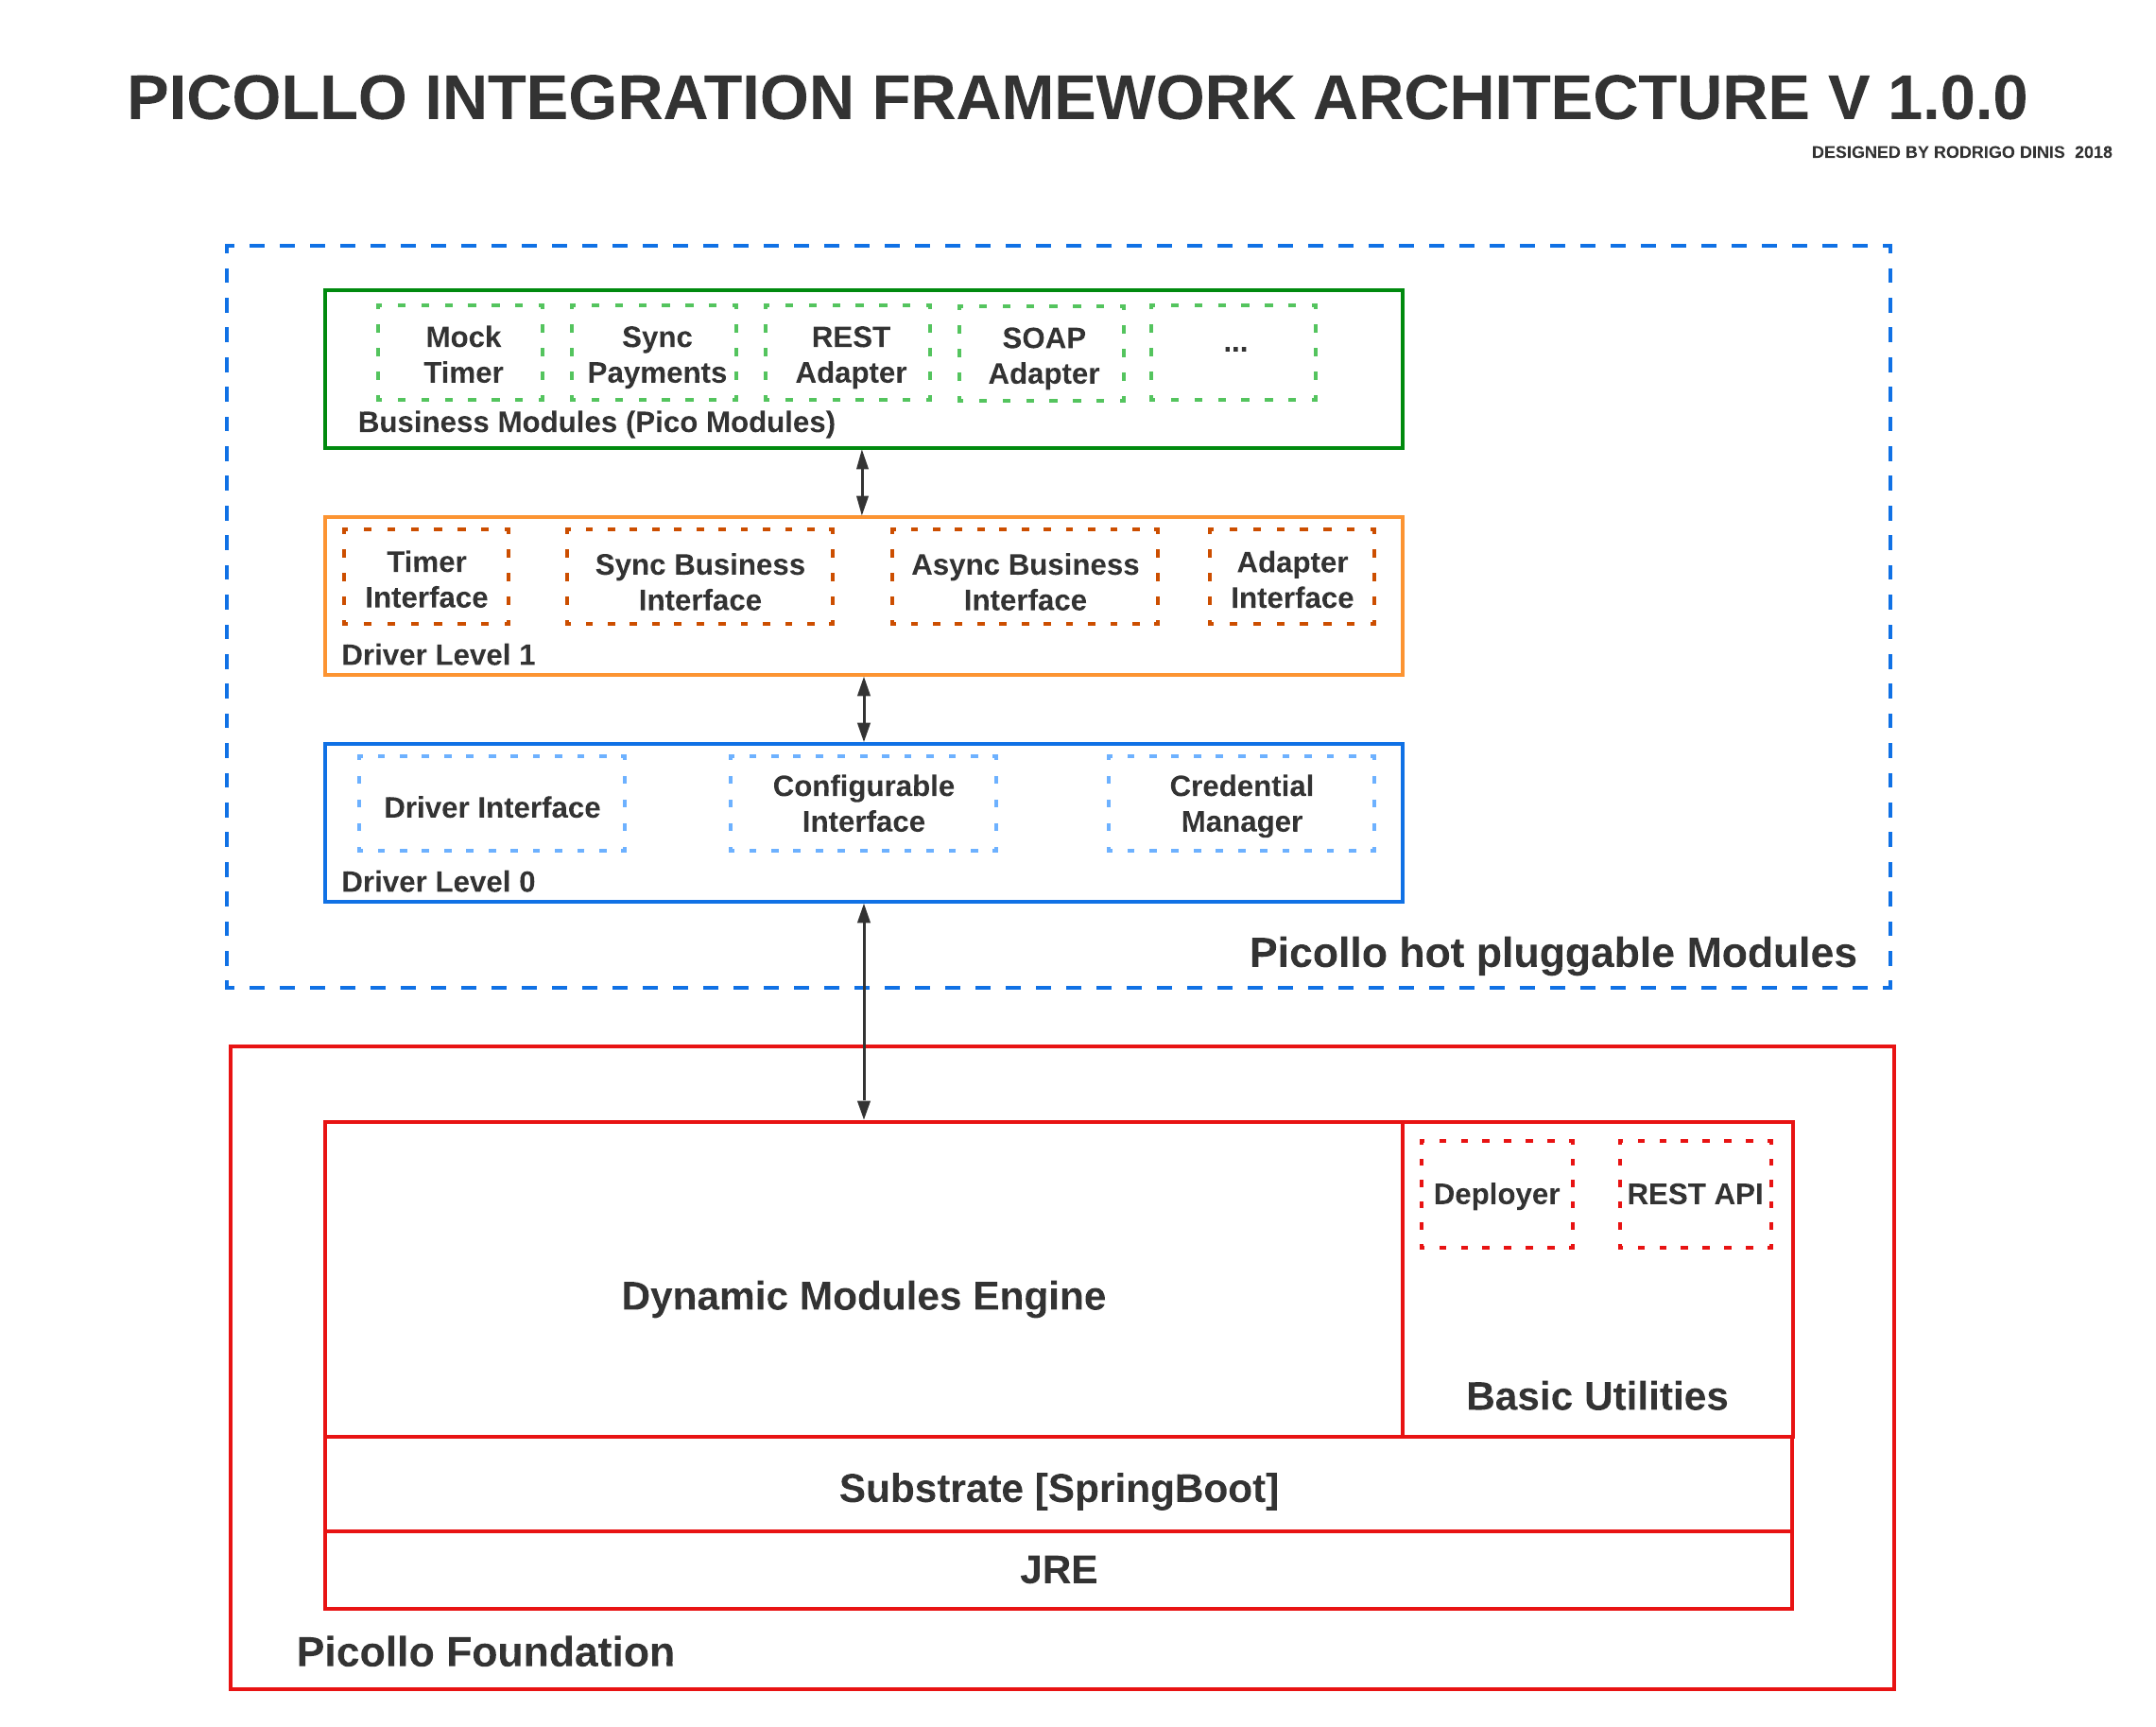 PICOLLO INTEGRATION FRAMEWORK ARCHITECTURE V 1.0.0
DESIGNED BY RODRIGO DINIS 2018
Mock
Timer
Sync
Payments
REST
Adapter
SOAP
Adapter
...
Business Modules (Pico Modules)
Timer
Interface
Sync Business
Interface
Async Business
Interface
Adapter
Interface
Driver Level 1
Driver Interface
Configurable
Interface
Credential
Manager
Driver Level 0
Picollo hot pluggable Modules
Dynamic Modules Engine
Deployer
REST API
Basic Utilities
Substrate [SpringBoot]
JRE
Picollo Foundation